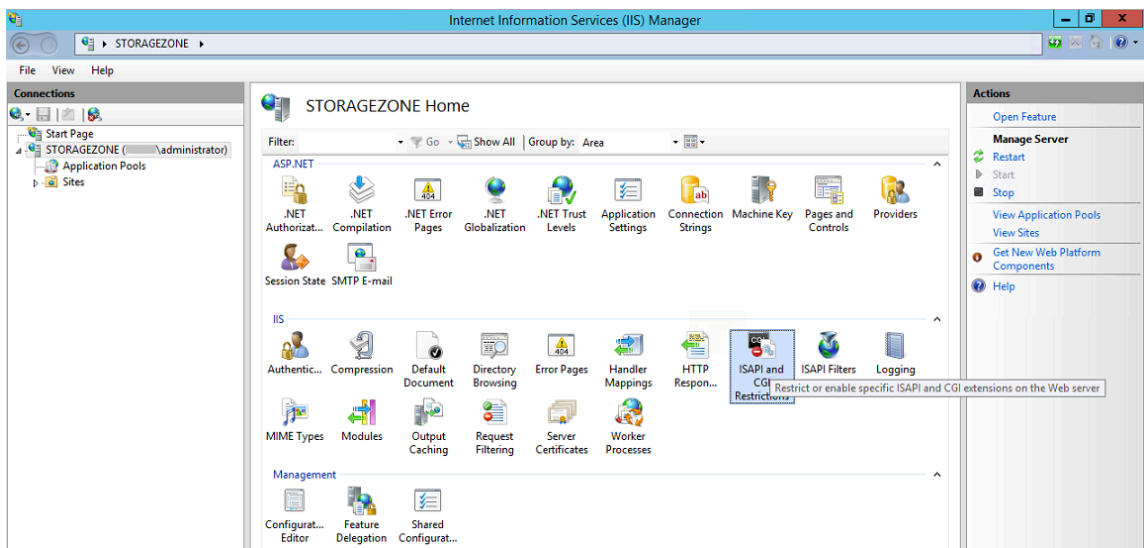 Internet Information Services (IIS) Manager
STORAGEZONE
File View Help
Connections
Start Page
STORAGEZONE ( \administrator)
Application Pools
Sites
STORAGEZONE Home
Filter: Go Show All Group by: Area
ASP.NET
.NET Authorizat...
.NET Compilation
.NET Error Pages
.NET Globalization
.NET Trust Levels
Application Settings
Connection Strings
Machine Key
Pages and Controls
Providers
Session State
SMTP E-mail
IIS
Authentic...
Compression
Default Document
Directory Browsing
Error Pages
Handler Mappings
HTTP Respon...
ISAPI and CGI Restrictions
ISAPI Filters
Logging
Restrict or enable specific ISAPI and CGI extensions on the Web server
MIME Types
Modules
Output Caching
Request Filtering
Server Certificates
Worker Processes
Management
Configurat... Editor
Feature Delegation
Shared Configurat...
Actions
Open Feature
Manage Server
Restart
Start
Stop
View Application Pools
View Sites
Get New Web Platform
Components
Help